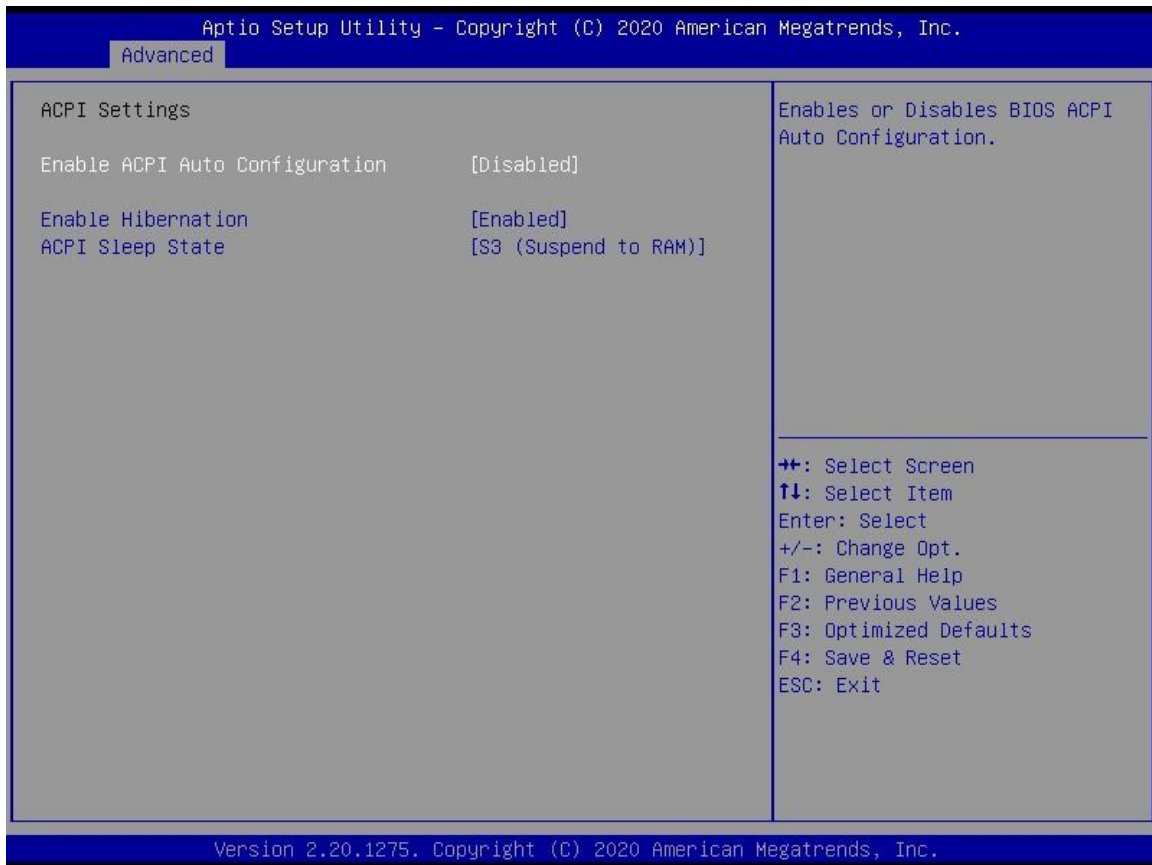 Aptio Setup Utility – Copyright (C) 2020 American Megatrends, Inc.
Advanced
ACPI Settings
Enable ACPI Auto Configuration [Disabled]
Enable Hibernation [Enabled]
ACPI Sleep State [S3 (Suspend to RAM)]
Enables or Disables BIOS ACPI
Auto Configuration.
→←: Select Screen
↑↓: Select Item
Enter: Select
+/-: Change Opt.
F1: General Help
F2: Previous Values
F3: Optimized Defaults
F4: Save & Reset
ESC: Exit
Version 2.20.1275. Copyright (C) 2020 American Megatrends, Inc.